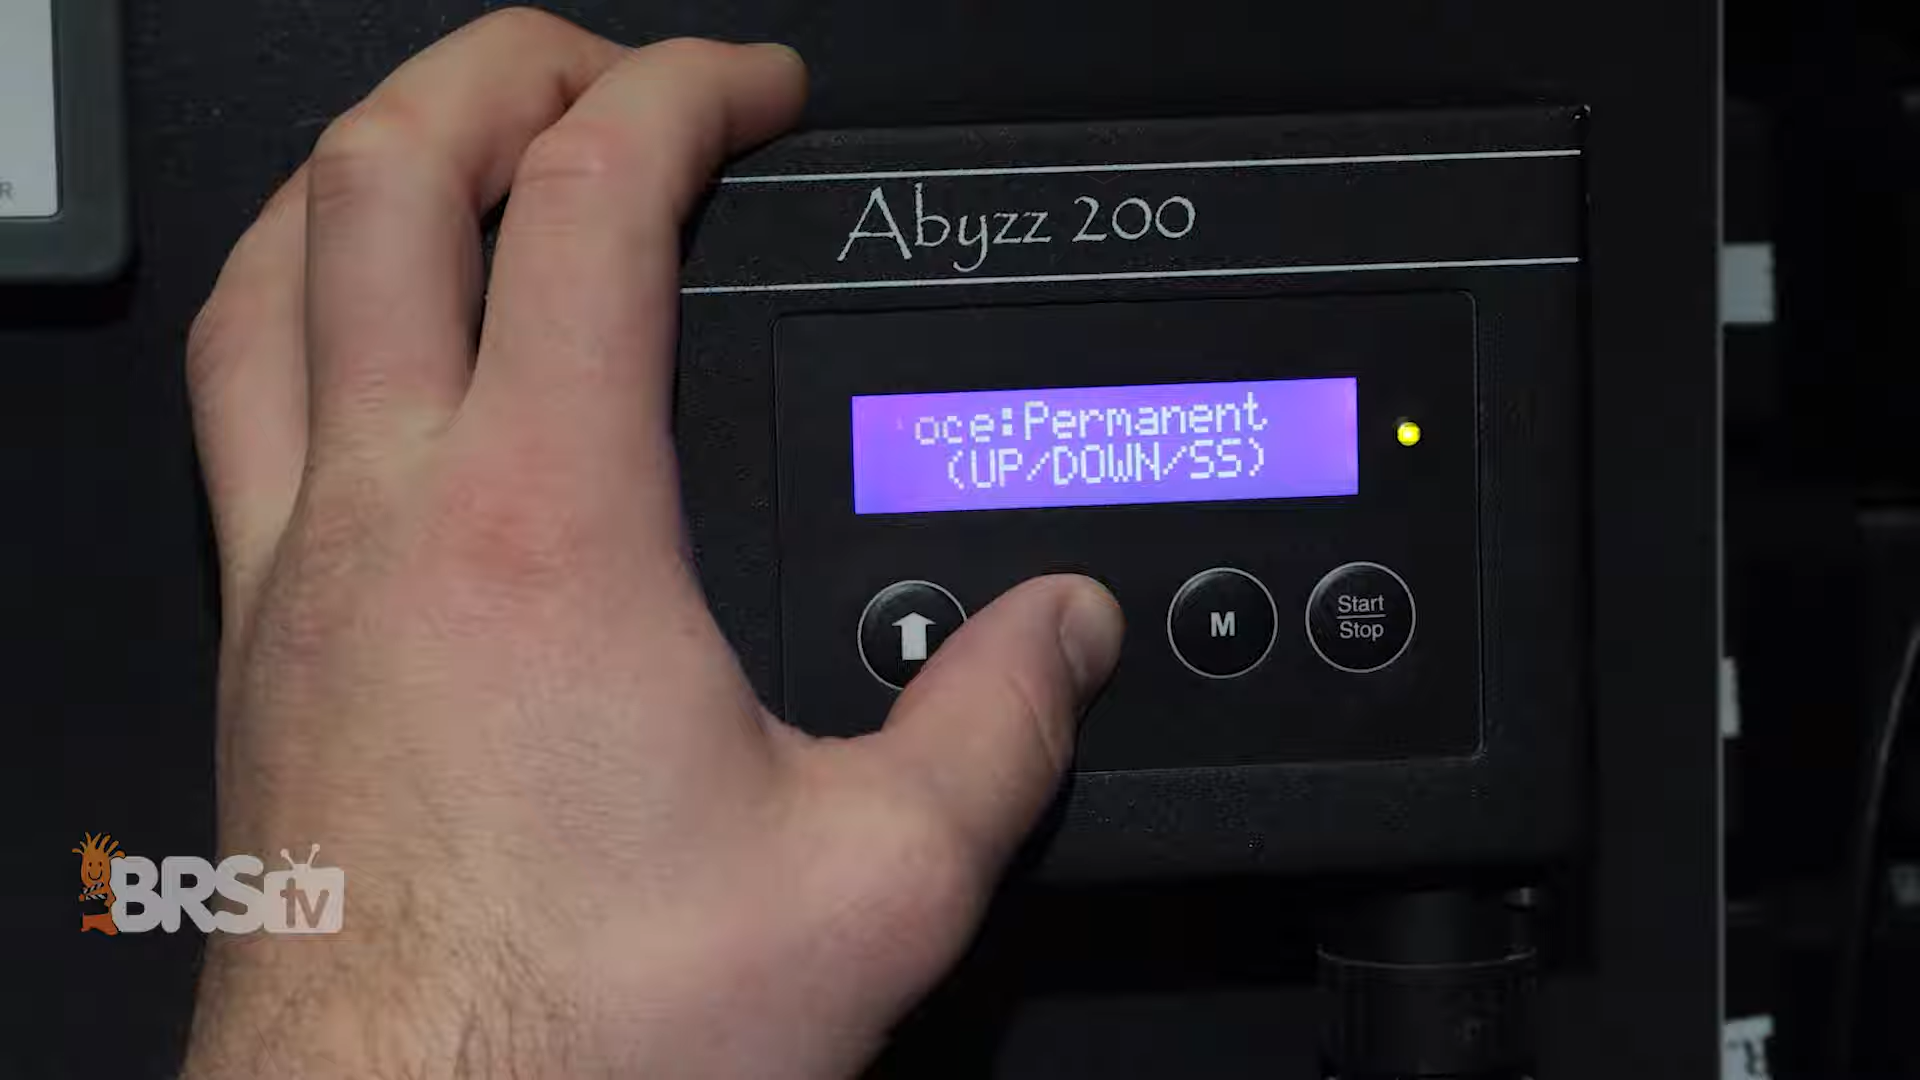 R
Abyzz 200
oce:Permanent
(UP/DOWN/SS)
M
Start
Stop
BRS tv